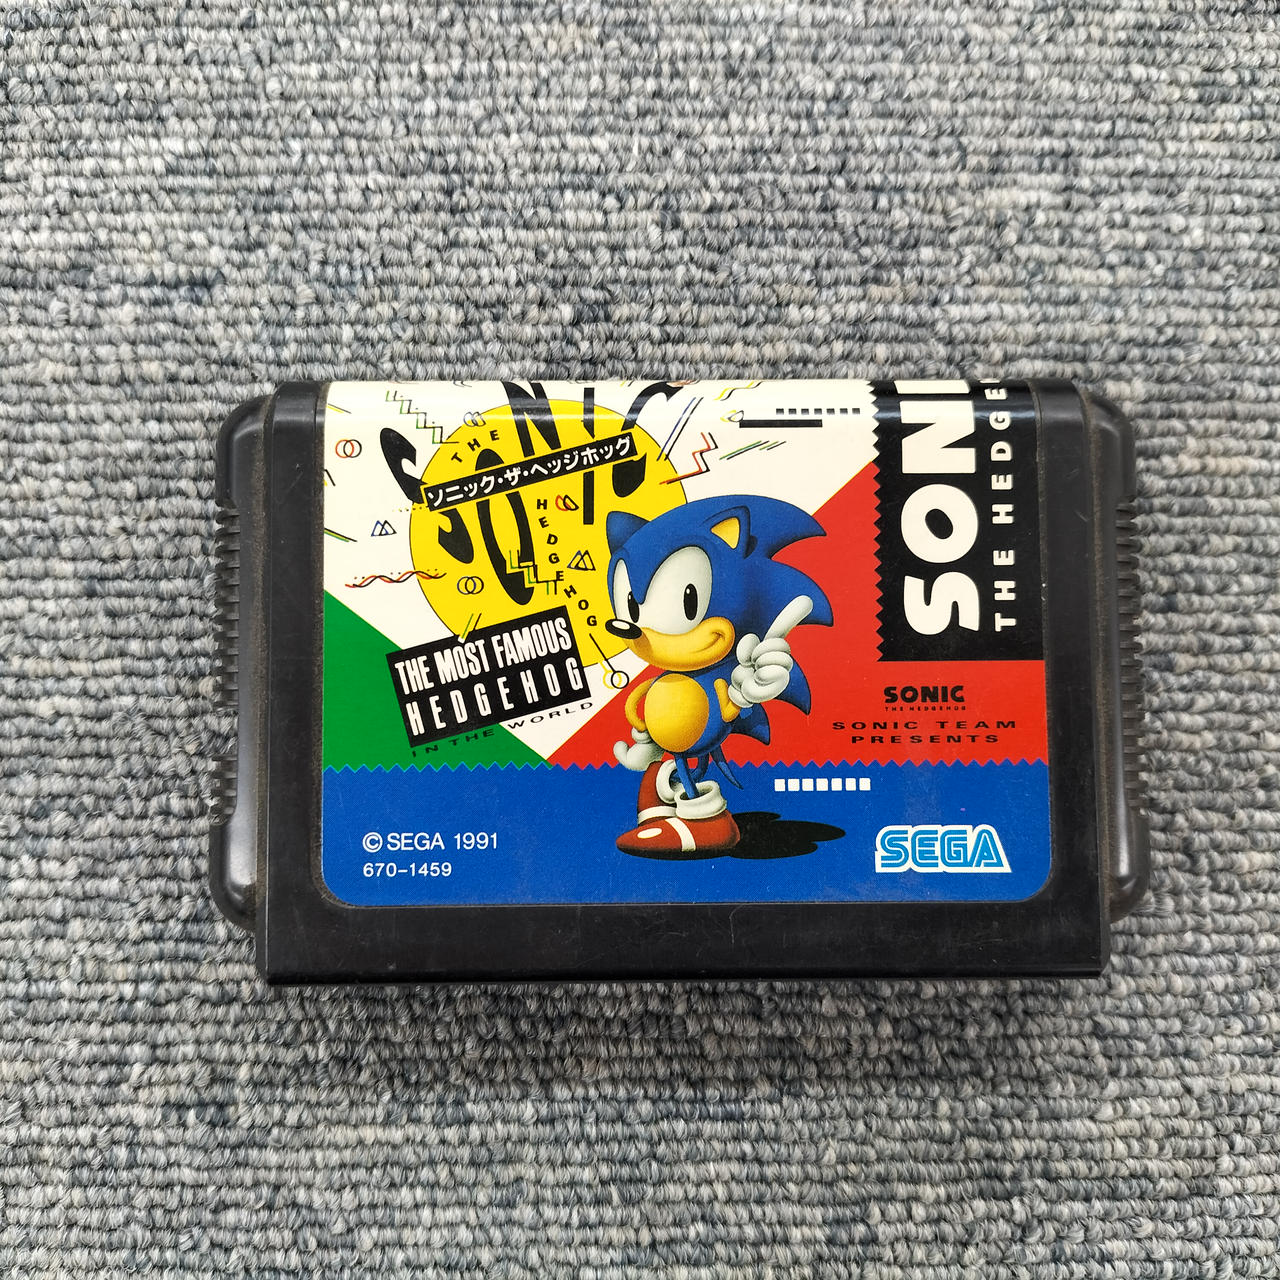 THE
SONIC
ソニック・ザ・ヘッジホッグ
HEDGEHOG
THE MOST FAMOUS
HEDGEHOG
IN THE WORLD
SONI
THE HEDGE
SONIC
THE HEDGEHOG
SONIC TEAM
PRESENTS
© SEGA 1991
670-1459
SEGA